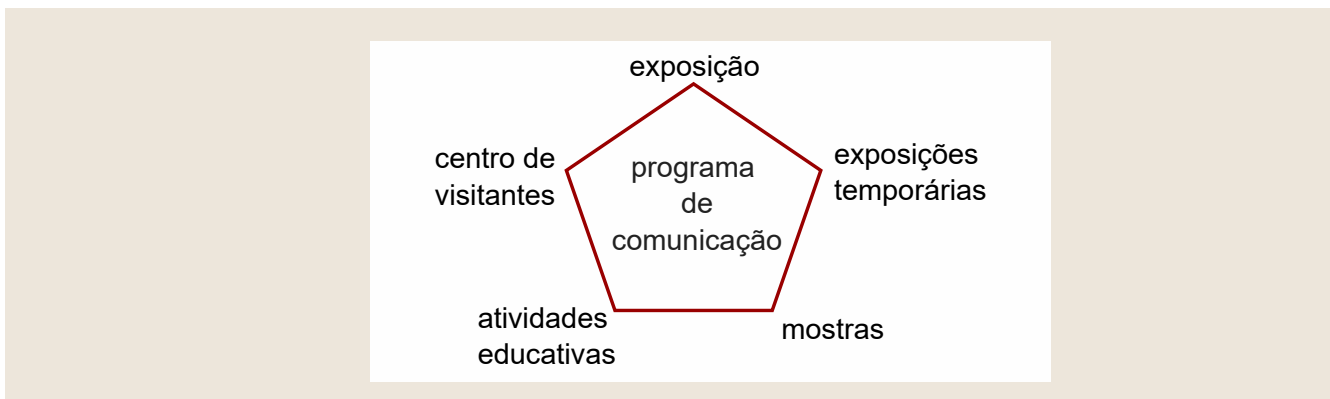 exposição
centro de
visitantes
programa
de
comunicação
exposições
temporárias
atividades
educativas
mostras